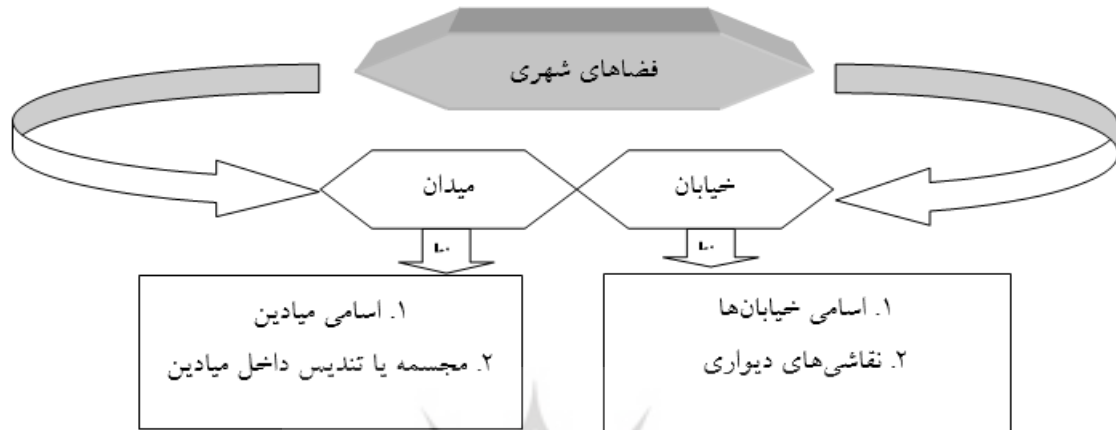 فضاهای شهری
خیابان
میدان
۱. اسامی خیابان‌ها
۲. نقاشی‌های دیواری
۱. اسامی میادین
۲. مجسمه یا تندیس داخل میادین